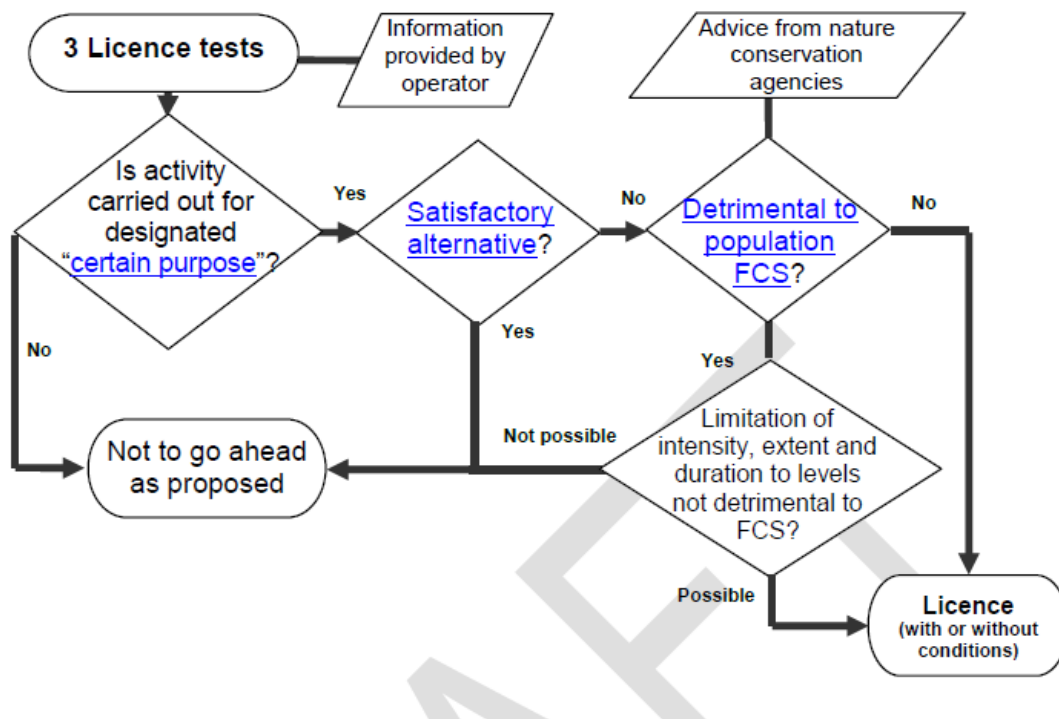 3 Licence tests
Information
provided by
operator
Advice from nature
conservation
agencies
Is activity
carried out for
designated
“certain purpose”?
Yes
Satisfactory
alternative?
No
Detrimental to
population
FCS?
No
No
Yes
Yes
Not to go ahead
as proposed
Not possible
Limitation of
intensity, extent and
duration to levels
not detrimental to
FCS?
Possible
Licence
(with or without
conditions)